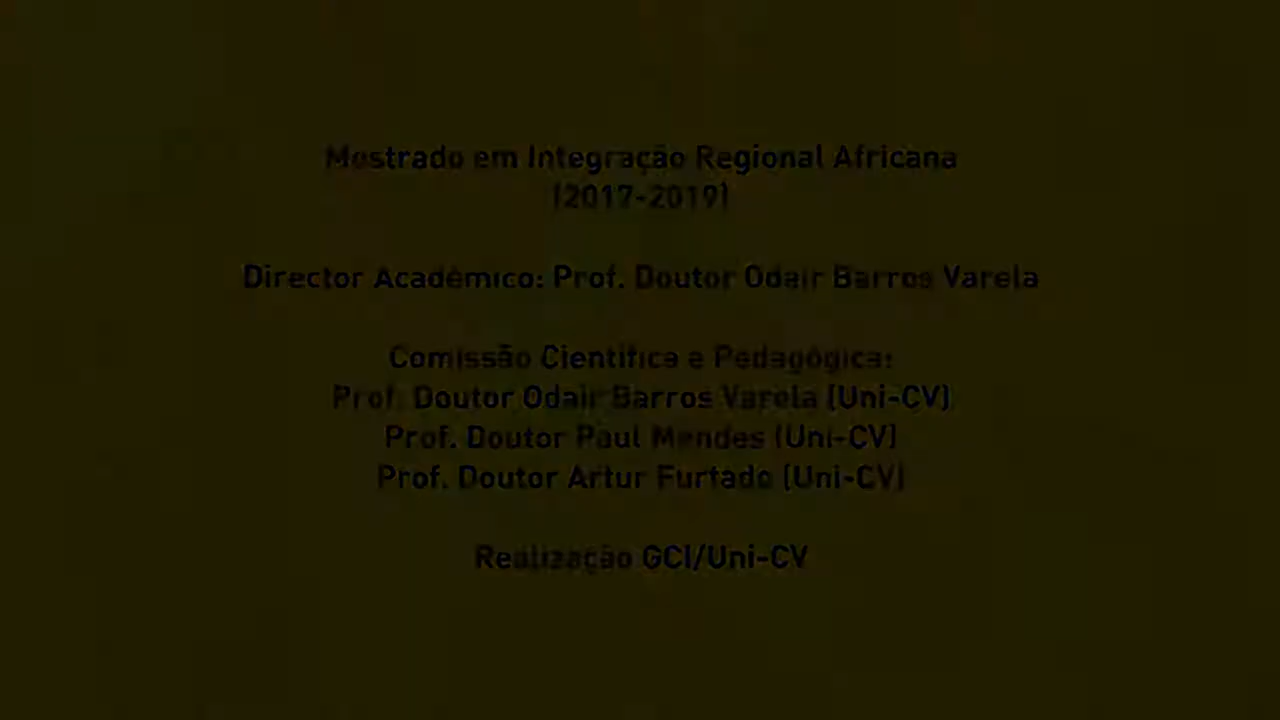 Mestrado em Integração Regional Africana
(2017-2019)
Director Acadêmico: Prof. Doutor Odair Barros Varela
Comissão Científica e Pedagógica:
Prof. Doutor Odair Barros Varela (Uni-CV)
Prof. Doutor Paul Mendes (Uni-CV)
Prof. Doutor Artur Furtado (Uni-CV)
Realização GCI/Uni-CV